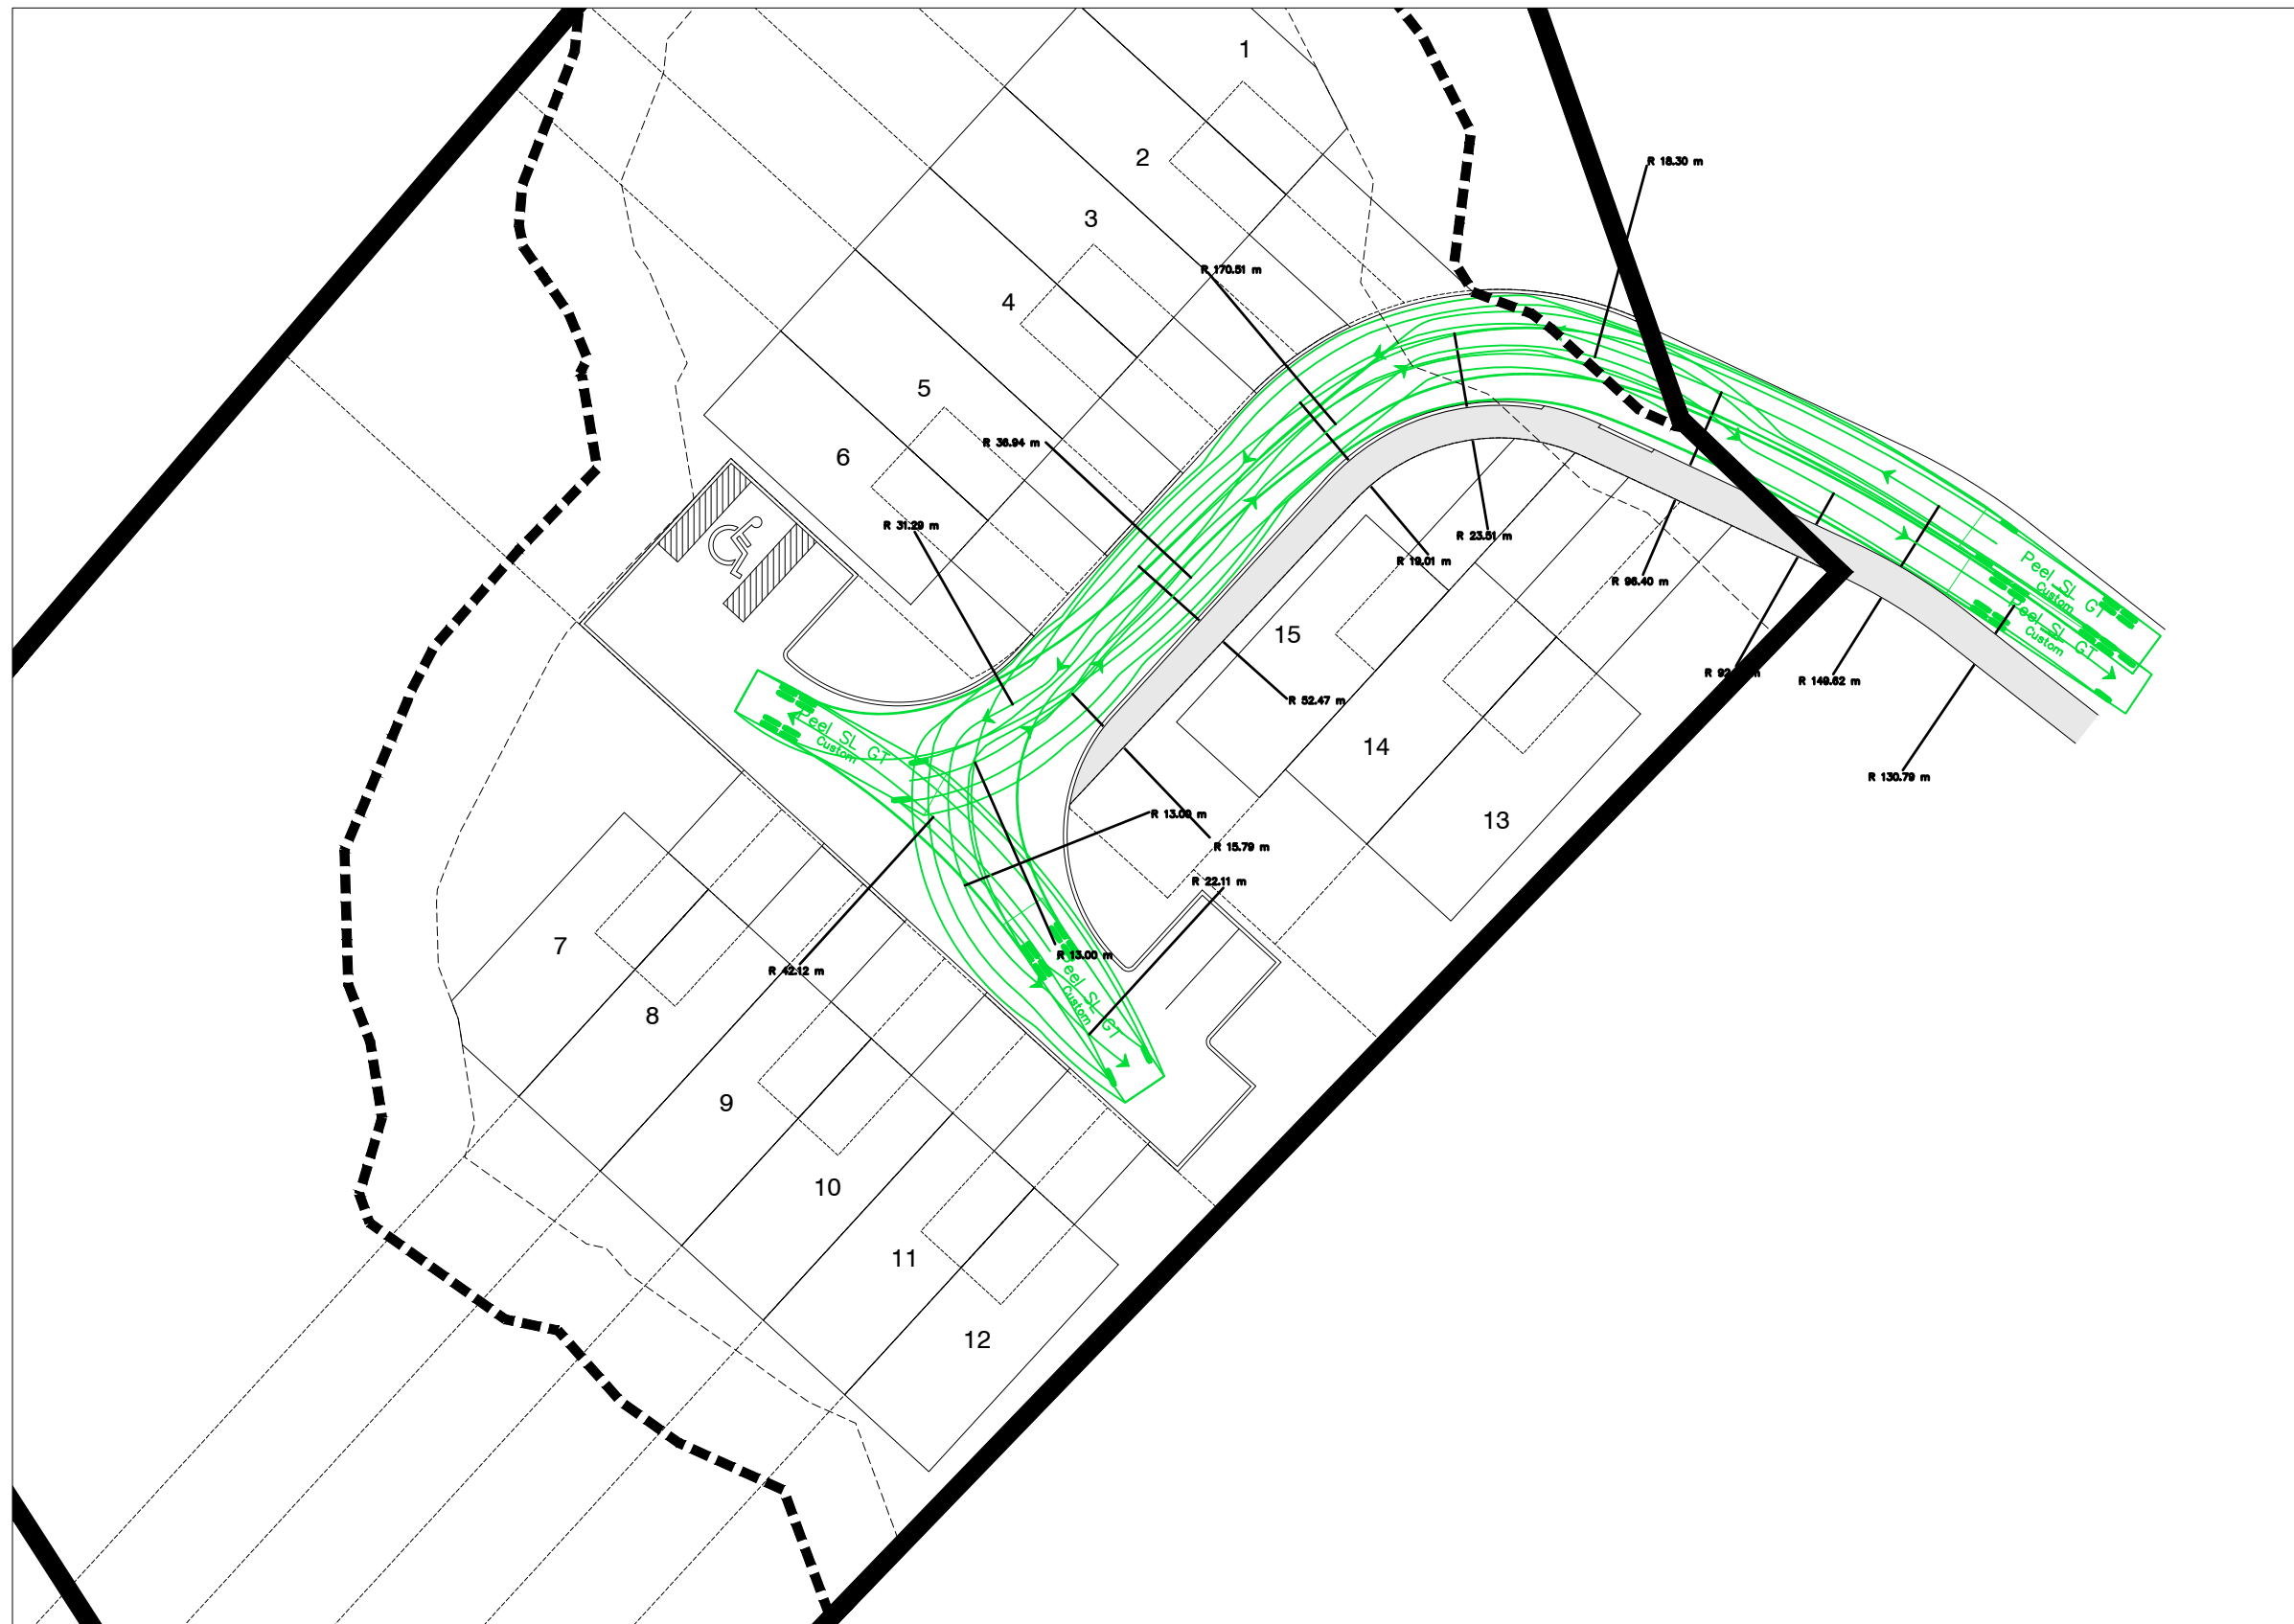 1
2
R 18.30 m
3
R 170.51 m
4
5
R 36.94 m
6
R 31.29 m
R 23.51 m
R 19.01 m
R 96.40 m
Peel SL GT
Custom
Peel SL GT
Custom
15
R 92
R 149.62 m
R 52.47 m
Peel SL GT
Custom
14
R 130.79 m
R 13.00 m
13
R 15.79 m
R 22.11 m
7
R 13.00 m
R 42.12 m
Peel SL GT
Custom
8
9
10
11
12